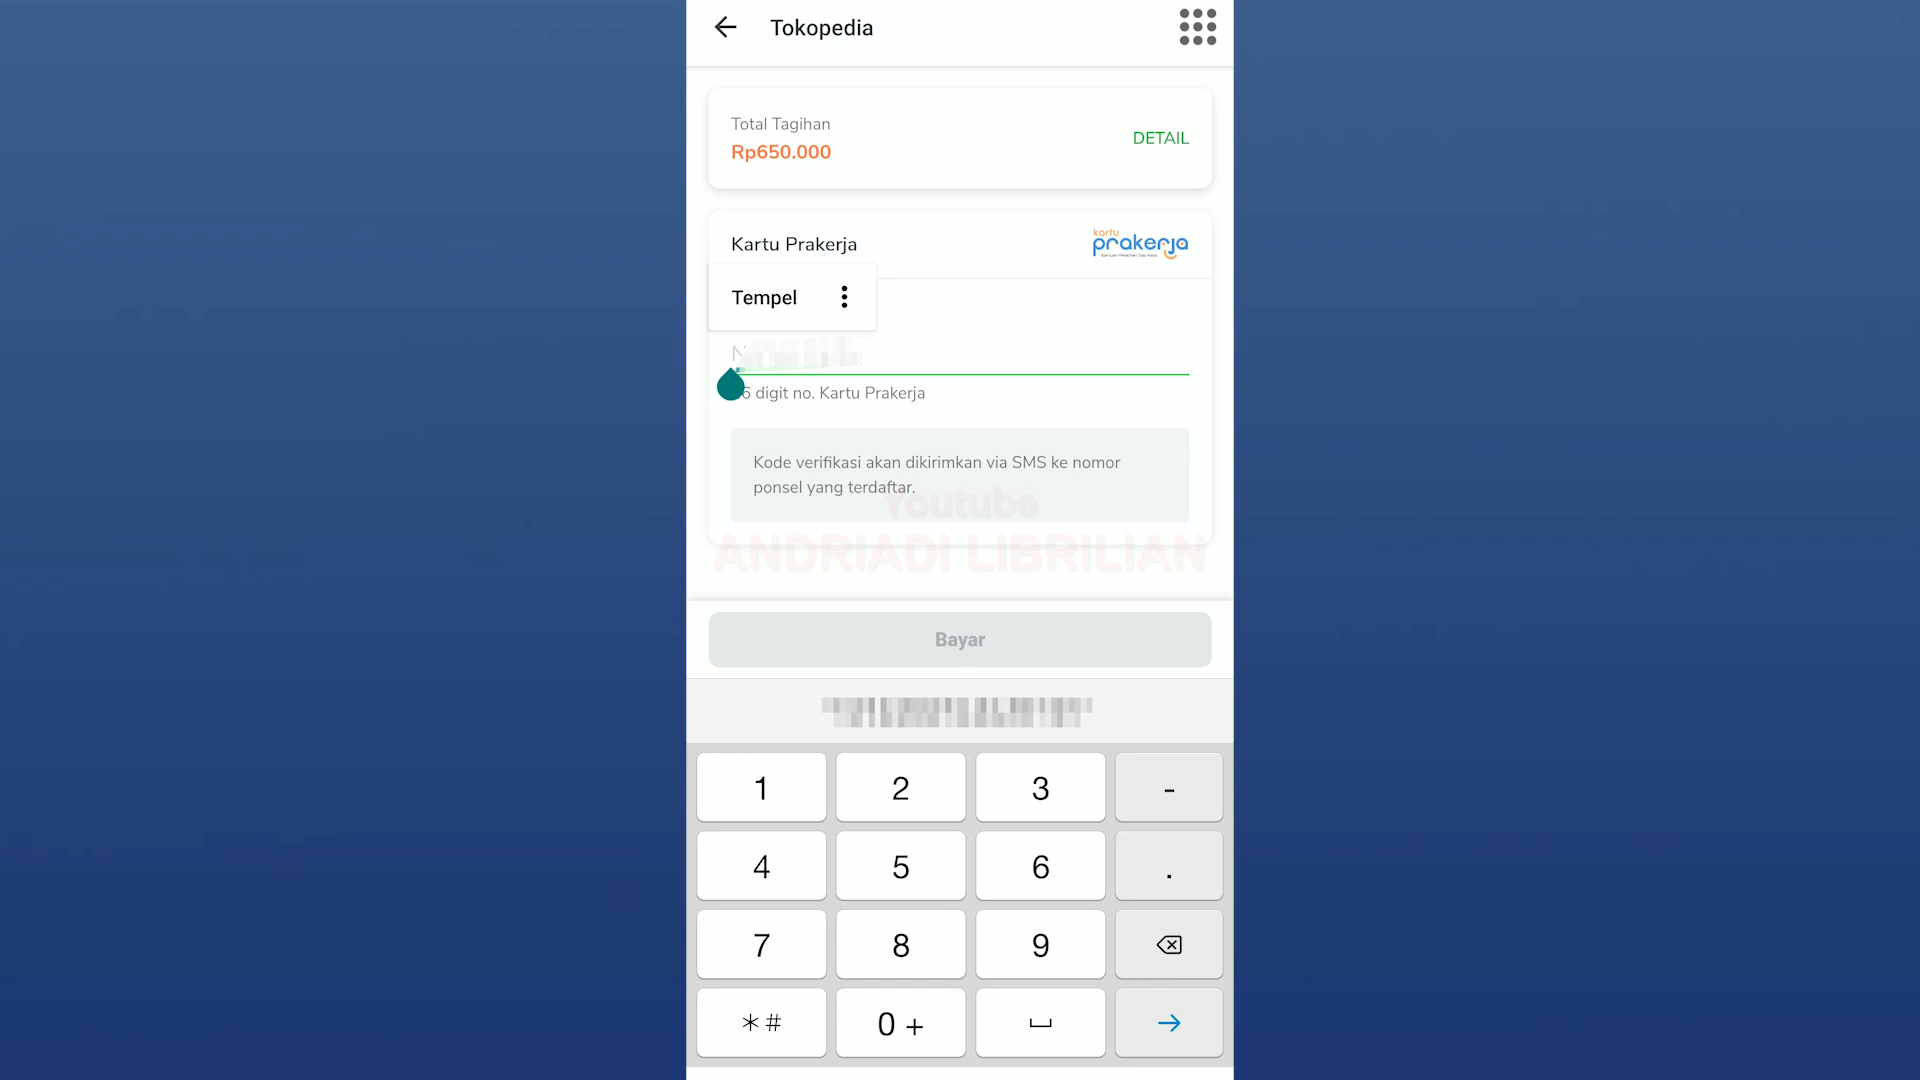 Tokopedia
Total Tagihan
Rp650.000
DETAIL
Kartu Prakerja
kartu
prakerja
Tempel
6 digit no. Kartu Prakerja
Kode verifikasi akan dikirimkan via SMS ke nomor
ponsel yang terdaftar.
Youtube
ANDRIADI LIBRILIAN
Bayar
1 2 3 -
4 5 6 .
7 8 9
*# 0 +